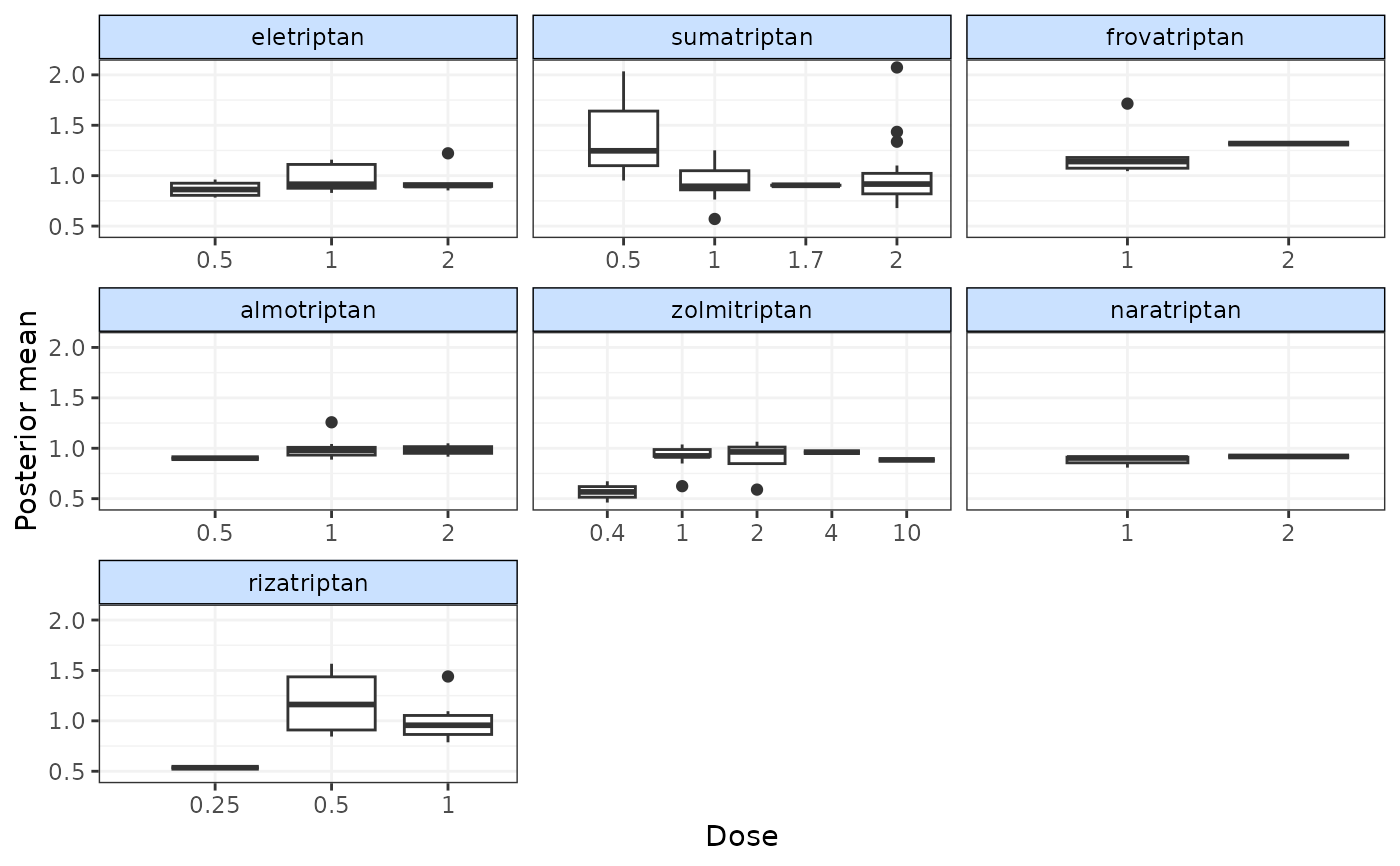 eletriptan sumatriptan frovatriptan
2.0
1.5
1.0
0.5
0.5 1 2 0.5 1 1.7 2 1 2
almotriptan zolmitriptan naratriptan
2.0
1.5
1.0
0.5
0.5 1 2 0.4 1 2 4 10 1 2
rizatriptan
2.0
1.5
1.0
0.5
0.25 0.5 1
Posterior mean
Dose